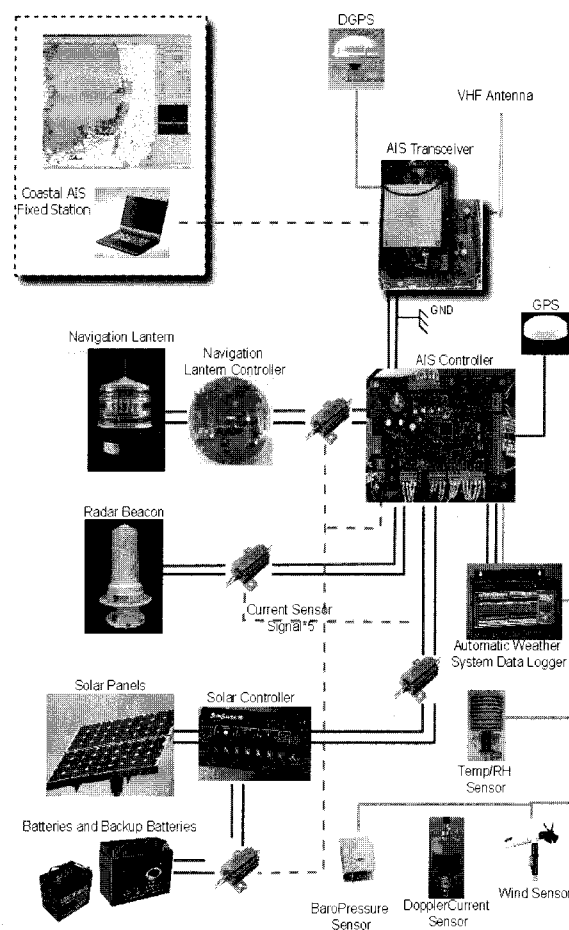 DGPS
VHF Antenna
AIS Transceiver
Coastal AIS
Fixed Station
GND
GPS
Navigation Lantern
Navigation
Lantern Controller
AIS Controller
Radar Beacon
Current Sensor
Signal*5
Automatic Weather
System Data Logger
Solar Panels
Solar Controller
Temp/RH
Sensor
Batteries and Backup Batteries
BaroPressure
Sensor
DopplerCurrent
Sensor
Wind Sensor